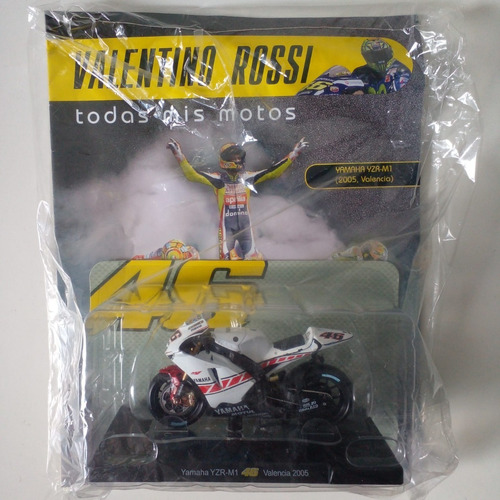 VALENTINO ROSSI
todas mis motos
YAMAHA YZR-M1
(2005, Valencia)
46
46
YAMAHA
YAMAHA
Yamaha YZR-M1 46 Valencia 2005